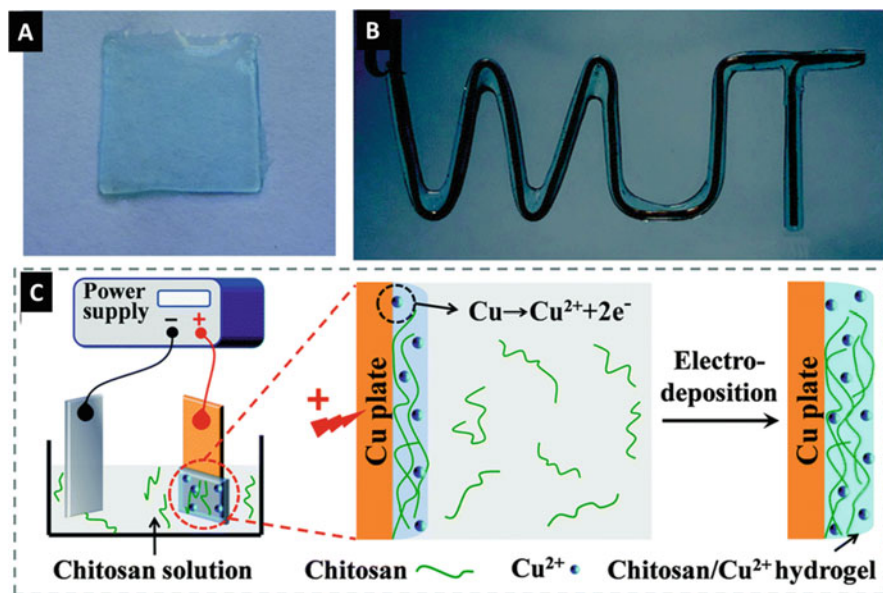 A
B
WUT
C
Power
supply
− +
Cu→Cu²⁺+2e⁻
+
Cu plate
Electro-
deposition
Cu plate
Chitosan solution
Chitosan
Cu²⁺
Chitosan/Cu²⁺ hydrogel